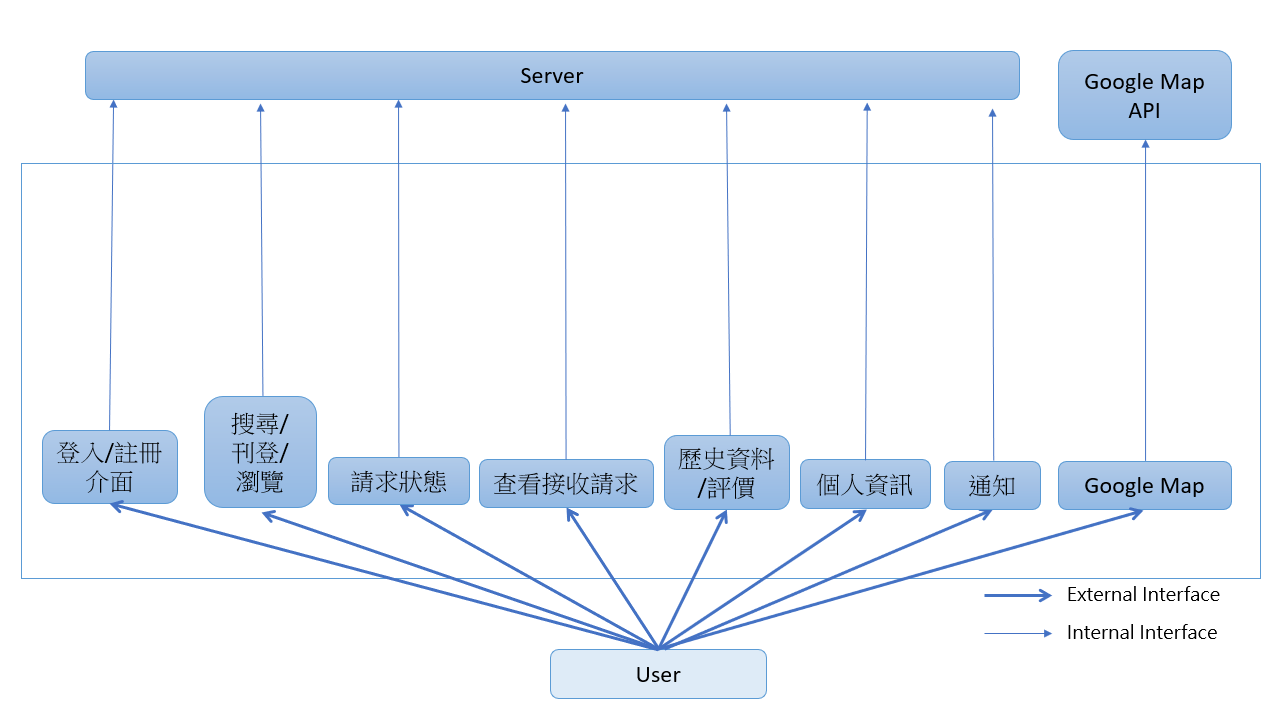 Server
Google Map
API
登入/註冊
介面
搜尋/
刊登/
瀏覽
請求狀態
查看接收請求
歷史資料
/評價
個人資訊
通知
Google Map
External Interface
Internal Interface
User